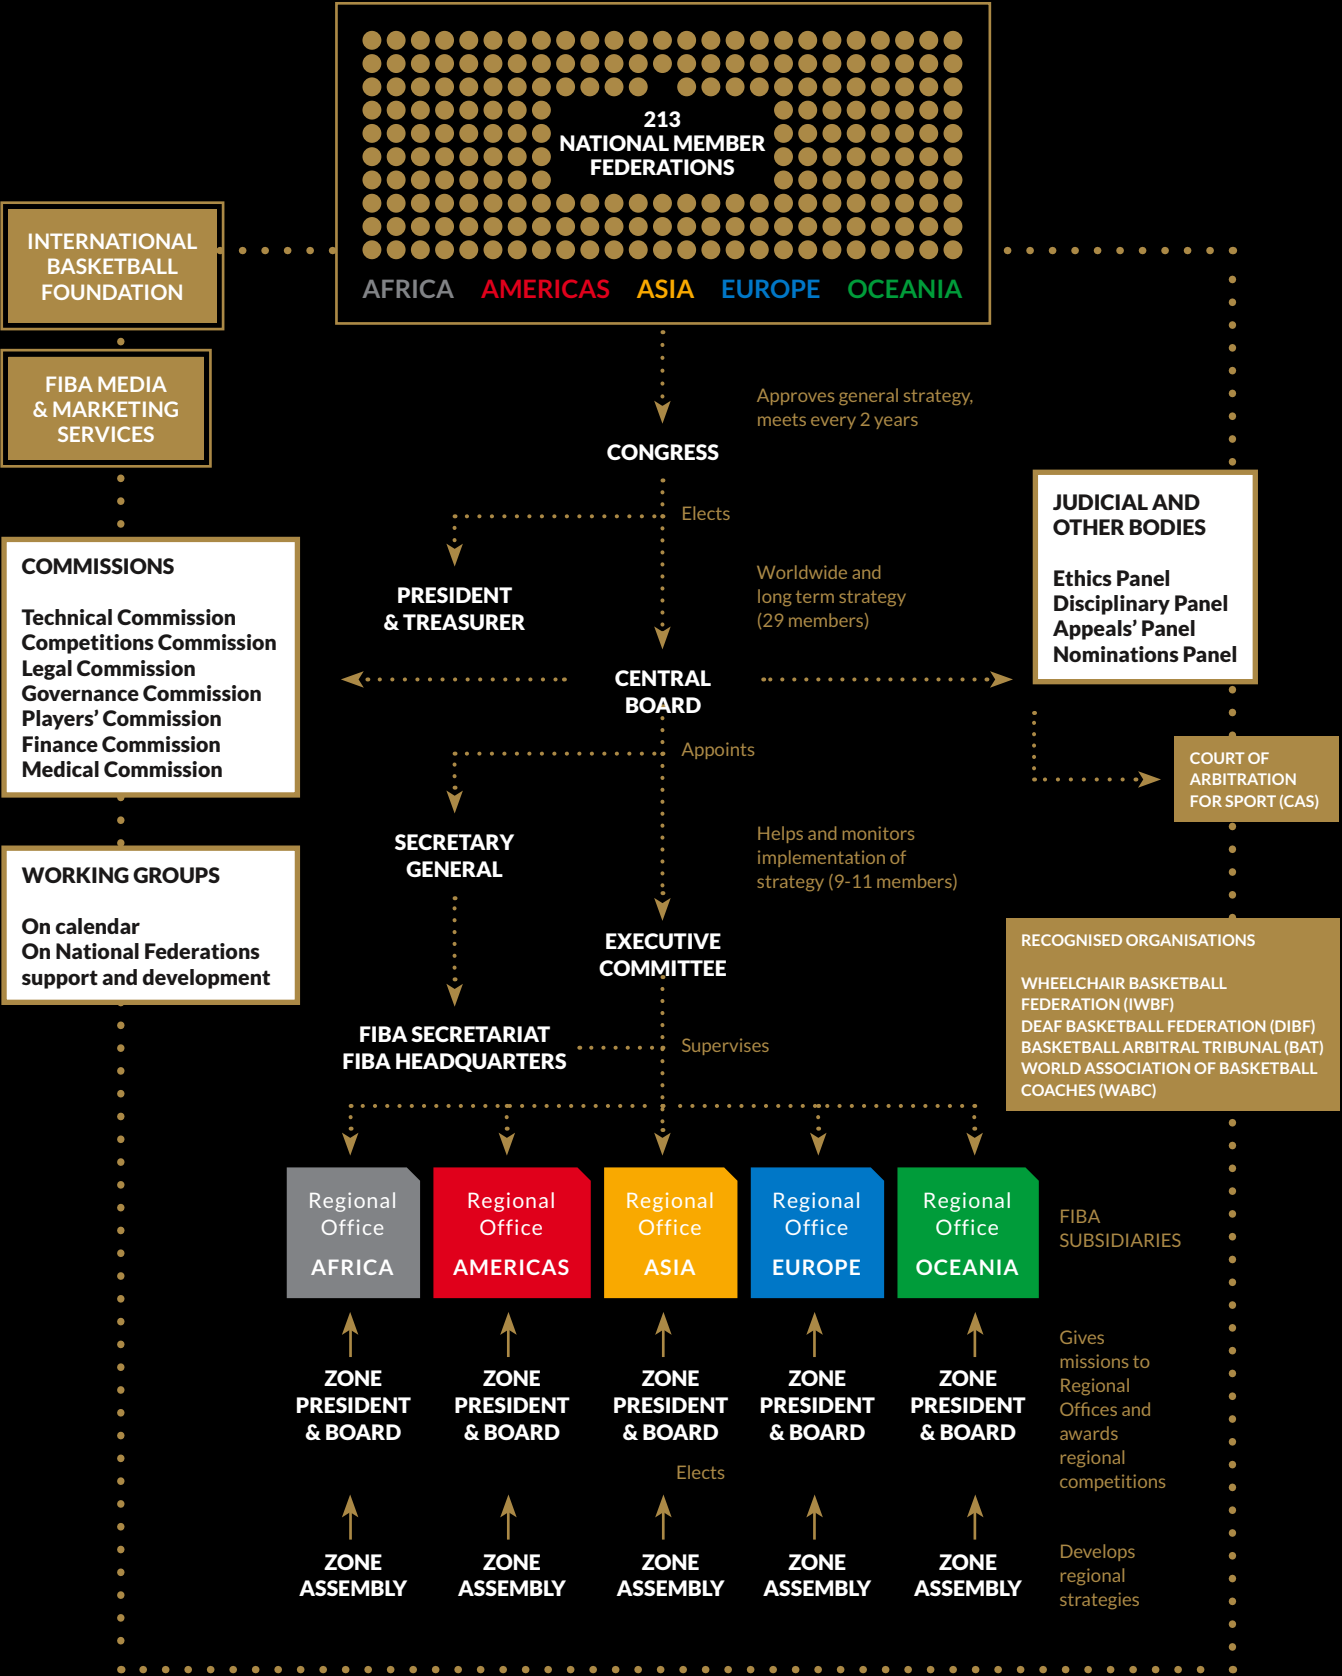 213
NATIONAL MEMBER
FEDERATIONS
AFRICA AMERICAS ASIA EUROPE OCEANIA
INTERNATIONAL
BASKETBALL
FOUNDATION
FIBA MEDIA
& MARKETING
SERVICES
Approves general strategy,
meets every 2 years
CONGRESS
Elects
PRESIDENT
& TREASURER
Worldwide and
long term strategy
(29 members)
CENTRAL
BOARD
COMMISSIONS
Technical Commission
Competitions Commission
Legal Commission
Governance Commission
Players' Commission
Finance Commission
Medical Commission
JUDICIAL AND
OTHER BODIES
Ethics Panel
Disciplinary Panel
Appeals' Panel
Nominations Panel
COURT OF
ARBITRATION
FOR SPORT (CAS)
Appoints
SECRETARY
GENERAL
Helps and monitors
implementation of
strategy (9-11 members)
WORKING GROUPS
On calendar
On National Federations
support and development
EXECUTIVE
COMMITTEE
RECOGNISED ORGANISATIONS
WHEELCHAIR BASKETBALL
FEDERATION (IWBF)
DEAF BASKETBALL FEDERATION (DIBF)
BASKETBALL ARBITRAL TRIBUNAL (BAT)
WORLD ASSOCIATION OF BASKETBALL
COACHES (WABC)
FIBA SECRETARIAT
FIBA HEADQUARTERS
Supervises
Regional
Office
AFRICA
Regional
Office
AMERICAS
Regional
Office
ASIA
Regional
Office
EUROPE
Regional
Office
OCEANIA
FIBA
SUBSIDIARIES
ZONE
PRESIDENT
& BOARD
ZONE
PRESIDENT
& BOARD
ZONE
PRESIDENT
& BOARD
ZONE
PRESIDENT
& BOARD
ZONE
PRESIDENT
& BOARD
Gives
missions to
Regional
Offices and
awards
regional
competitions
Elects
ZONE
ASSEMBLY
ZONE
ASSEMBLY
ZONE
ASSEMBLY
ZONE
ASSEMBLY
ZONE
ASSEMBLY
Develops
regional
strategies